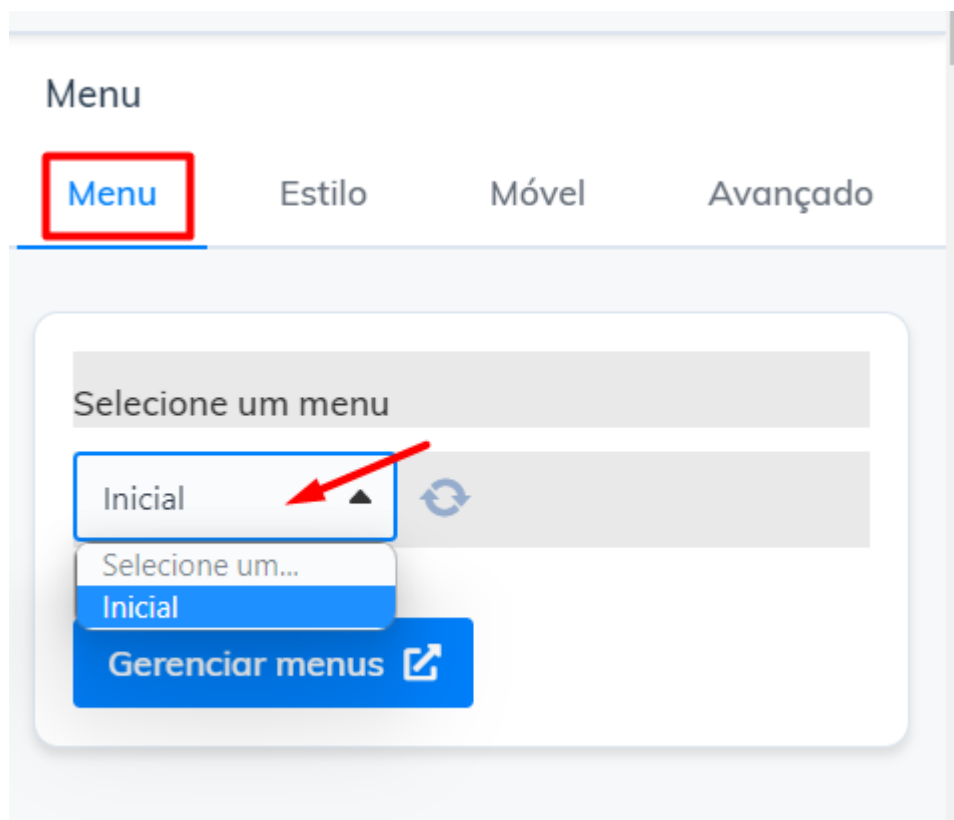 Menu
Menu Estilo Móvel Avançado
Selecione um menu
Inicial
Selecione um...
Inicial
Gerenciar menus